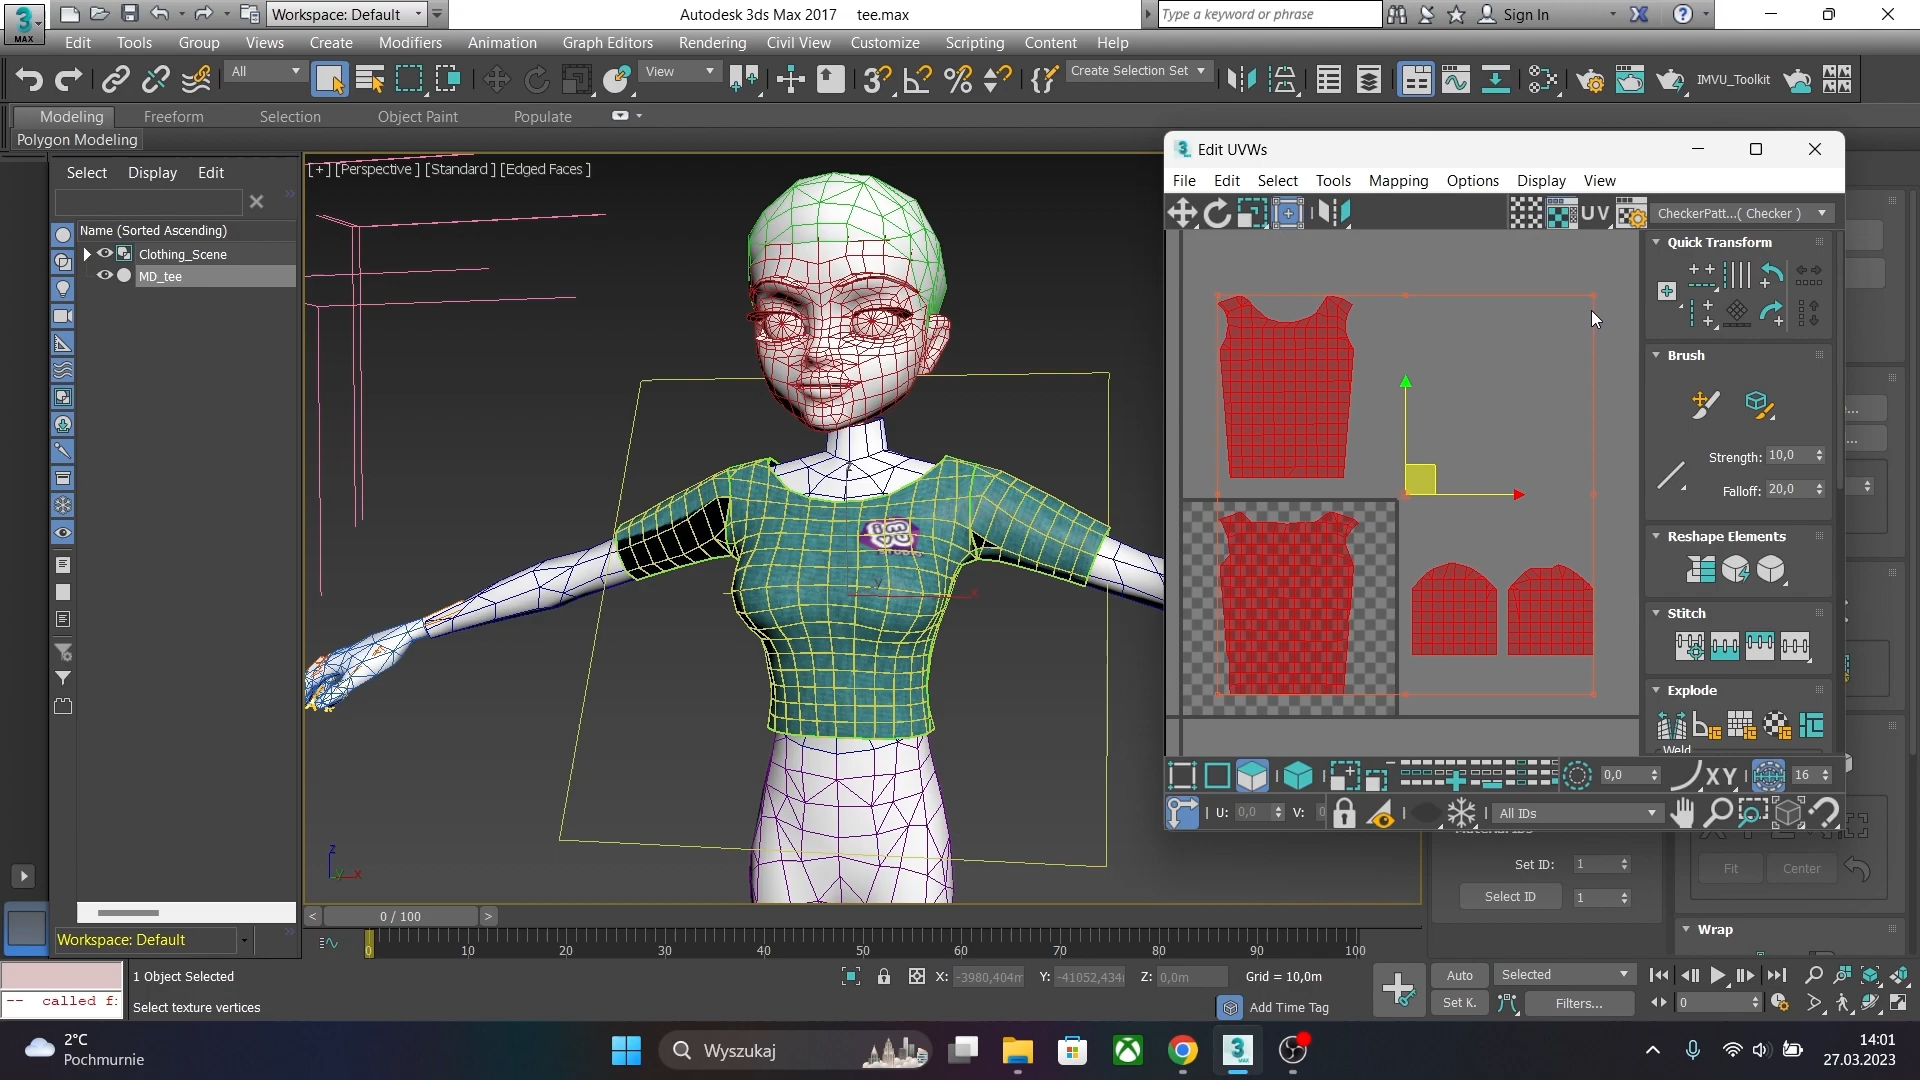 Workspace: Default
Autodesk 3ds Max 2017 tee.max
Type a keyword or phrase
Sign In
MAX
Edit Tools Group Views Create Modifiers Animation Graph Editors Rendering Civil View Customize Scripting Content Help
All
View
Create Selection Set
IMVU_Toolkit
Modeling Freeform Selection Object Paint Populate
Polygon Modeling
Select Display Edit
Name (Sorted Ascending)
Clothing_Scene
MD_tee
[+] [Perspective ] [Standard ] [Edged Faces ]
Edit UVWs
File Edit Select Tools Mapping Options Display View
UV
CheckerPatt...( Checker )
Quick Transform
Brush
Strength: 10,0
Falloff: 20,0
Reshape Elements
Stitch
Explode
Weld
0,0
XY
16
U: 0,0 V:
All IDs
Set ID: 1
Select ID 1
Fit Center
Wrap
Workspace: Default
0 / 100
0 10 20 30 40 50 60 70 80 90 100
1 Object Selected
X: -3980,404m Y: -41052,434 Z: 0,0m Grid = 10,0m
-- called f:
Select texture vertices
Add Time Tag
Auto Selected
Set K. Filters...
0
2°C
Pochmurnie
Wyszukaj
14:01
27.03.2023